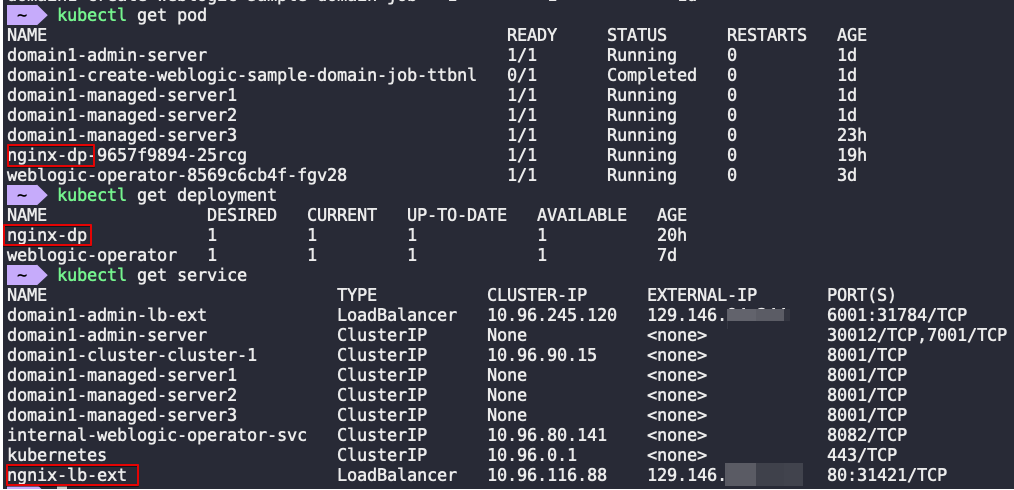 ~ kubectl get pod
NAME READY STATUS RESTARTS AGE
domain1-admin-server 1/1 Running 0 1d
domain1-create-weblogic-sample-domain-job-ttbnl 0/1 Completed 0 1d
domain1-managed-server1 1/1 Running 0 1d
domain1-managed-server2 1/1 Running 0 1d
domain1-managed-server3 1/1 Running 0 23h
nginx-dp-9657f9894-25rcg 1/1 Running 0 19h
weblogic-operator-8569c6cb4f-fgv28 1/1 Running 0 3d
~ kubectl get deployment
NAME DESIRED CURRENT UP-TO-DATE AVAILABLE AGE
nginx-dp 1 1 1 1 20h
weblogic-operator 1 1 1 1 7d
~ kubectl get service
NAME TYPE CLUSTER-IP EXTERNAL-IP PORT(S)
domain1-admin-lb-ext LoadBalancer 10.96.245.120 129.146. 6001:31784/TCP
domain1-admin-server ClusterIP None <none> 30012/TCP,7001/TCP
domain1-cluster-cluster-1 ClusterIP 10.96.90.15 <none> 8001/TCP
domain1-managed-server1 ClusterIP None <none> 8001/TCP
domain1-managed-server2 ClusterIP None <none> 8001/TCP
domain1-managed-server3 ClusterIP None <none> 8001/TCP
internal-weblogic-operator-svc ClusterIP 10.96.80.141 <none> 8082/TCP
kubernetes ClusterIP 10.96.0.1 <none> 443/TCP
ngnix-lb-ext LoadBalancer 10.96.116.88 129.146. 80:31421/TCP